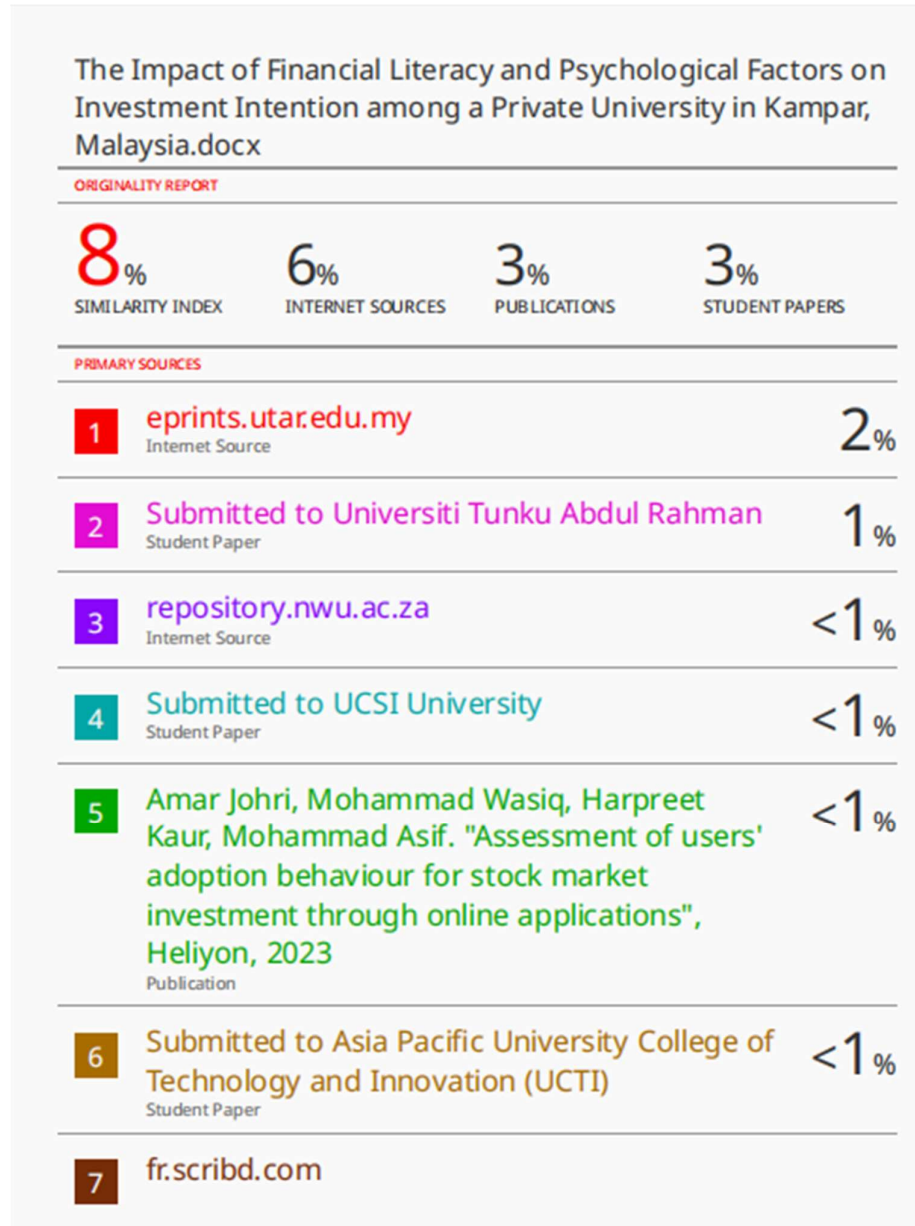 The Impact of Financial Literacy and Psychological Factors on
Investment Intention among a Private University in Kampar,
Malaysia.docx
ORIGINALITY REPORT
8% 6% 3% 3%
SIMILARITY INDEX INTERNET SOURCES PUBLICATIONS STUDENT PAPERS
PRIMARY SOURCES
1 eprints.utar.edu.my 2%
Internet Source
2 Submitted to Universiti Tunku Abdul Rahman 1%
Student Paper
3 repository.nwu.ac.za <1%
Internet Source
4 Submitted to UCSI University <1%
Student Paper
5 Amar Johri, Mohammad Wasiq, Harpreet <1%
Kaur, Mohammad Asif. "Assessment of users'
adoption behaviour for stock market
investment through online applications",
Heliyon, 2023
Publication
6 Submitted to Asia Pacific University College of <1%
Technology and Innovation (UCTI)
Student Paper
7 fr.scribd.com